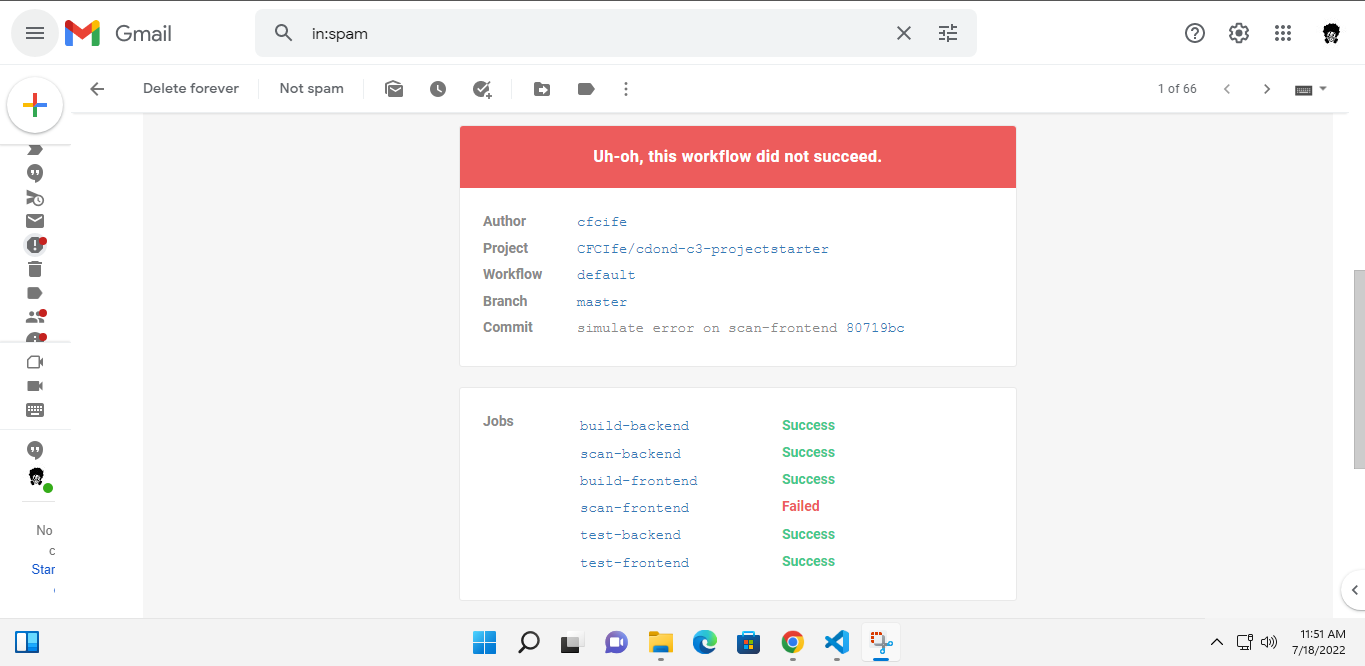 Gmail
in:spam
Delete forever
Not spam
1 of 66
Uh-oh, this workflow did not succeed.
Author cfcife
Project CFCIfe/cdond-c3-projectstarter
Workflow default
Branch master
Commit simulate error on scan-frontend 80719bc
Jobs
build-backend Success
scan-backend Success
build-frontend Success
scan-frontend Failed
test-backend Success
test-frontend Success
No
c
Star
11:51 AM
7/18/2022